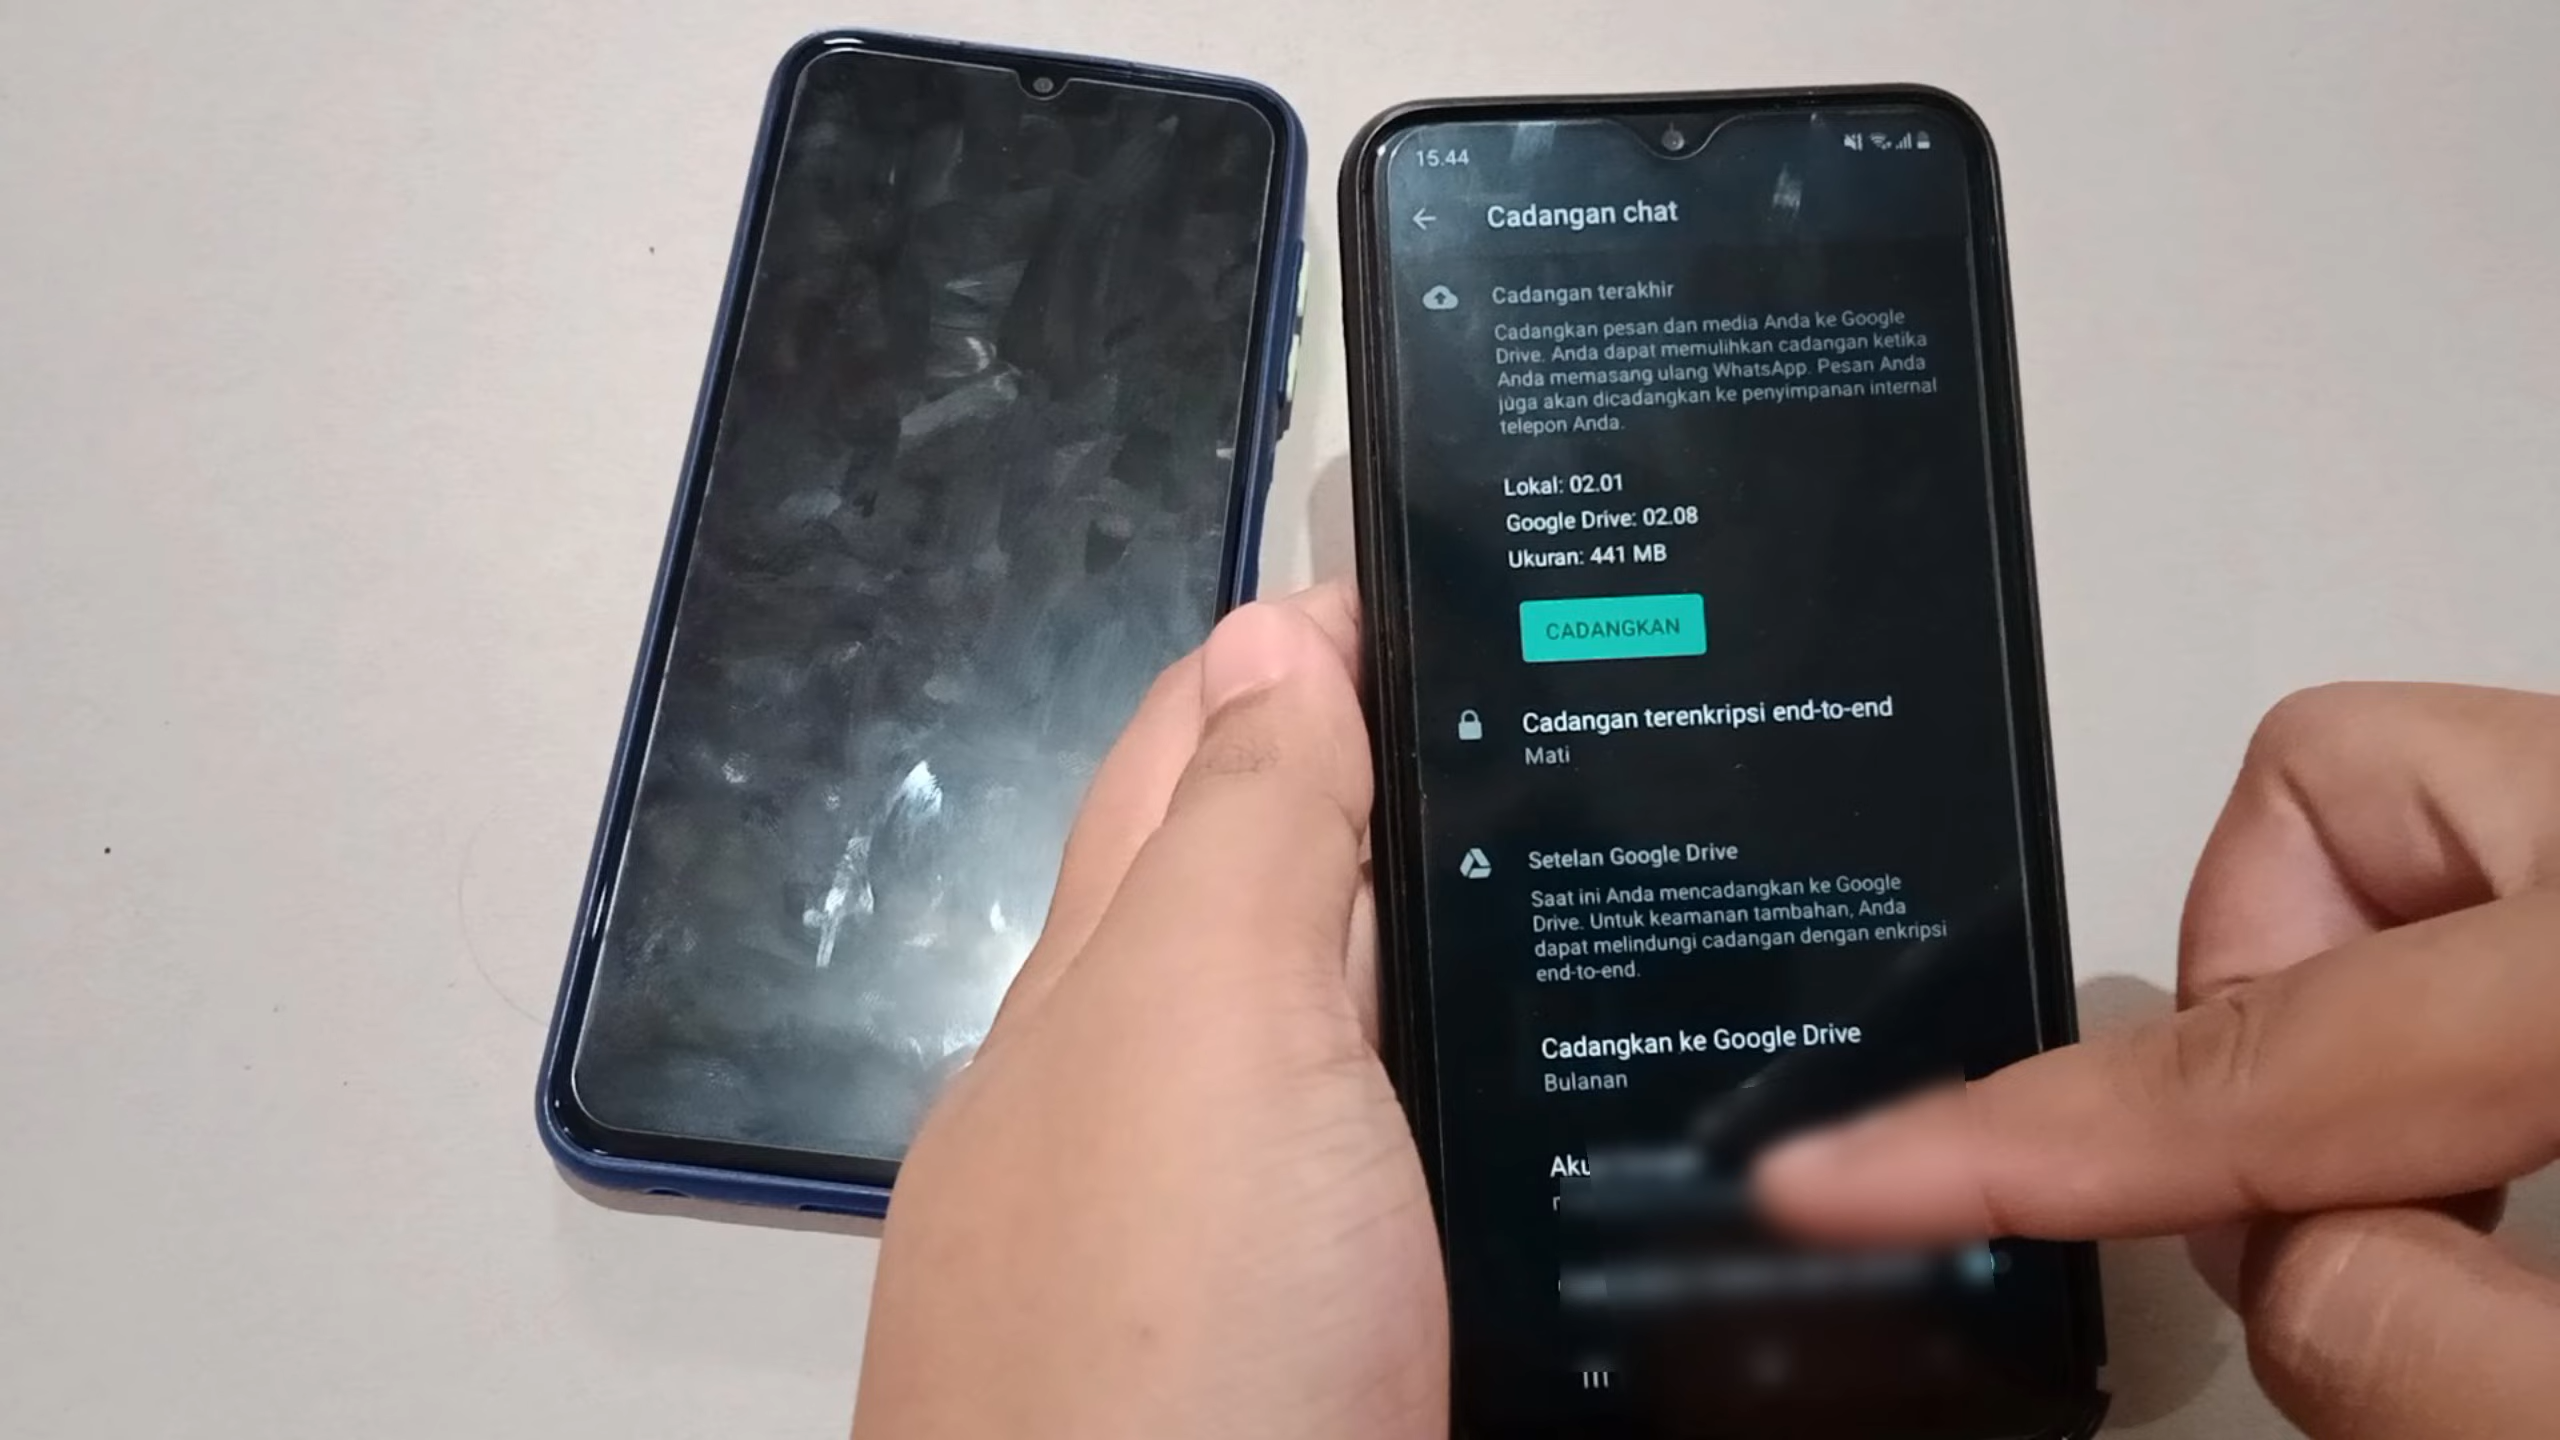 15.44
Cadangan chat
Cadangan terakhir
Cadangkan pesan dan media Anda ke Google
Drive. Anda dapat memulihkan cadangan ketika
Anda memasang ulang WhatsApp. Pesan Anda
juga akan dicadangkan ke penyimpanan internal
telepon Anda.
Lokal: 02.01
Google Drive: 02.08
Ukuran: 441 MB
CADANGKAN
Cadangan terenkripsi end-to-end
Mati
Setelan Google Drive
Saat ini Anda mencadangkan ke Google
Drive. Untuk keamanan tambahan, Anda
dapat melindungi cadangan dengan enkripsi
end-to-end.
Cadangkan ke Google Drive
Bulanan